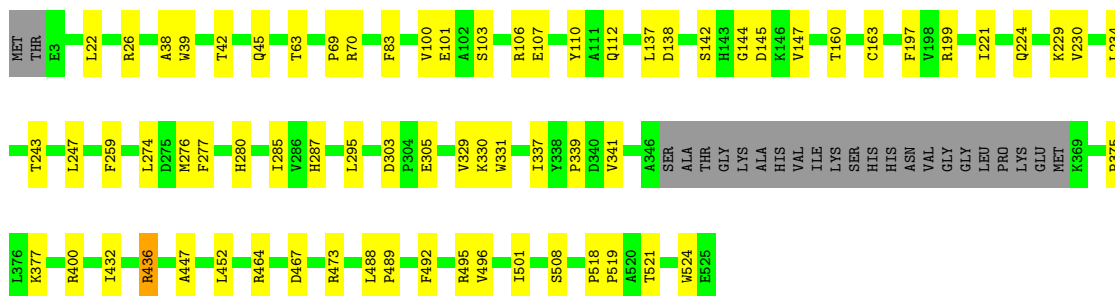 MET THR E3 L22 R26 A38 W39 T42 Q45 T63 P69 R70 F83 V100 E101 A102 S103 R106 E107 Y110 A111 Q112 L137 D138 S142 H143 G144 D145 K146 V147 T160 C163 F197 V198 R199 I221 Q224 K229 V230 L234
T243 L247 F259 L274 D275 M276 F277 H280 I285 V286 H287 L295 D303 P304 E305 V329 K330 W331 I337 Y338 P339 D340 V341 A346 SER ALA THR GLY LYS ALA HIS VAL ILE LYS SER HIS HIS ASN VAL GLY GLY LEU PRO LYS GLU MET K369
L376 K377 R400 I432 R436 A447 L452 R464 D467 R473 L488 P489 F492 R495 V496 I501 S508 P518 P519 A520 T521 W524 E525